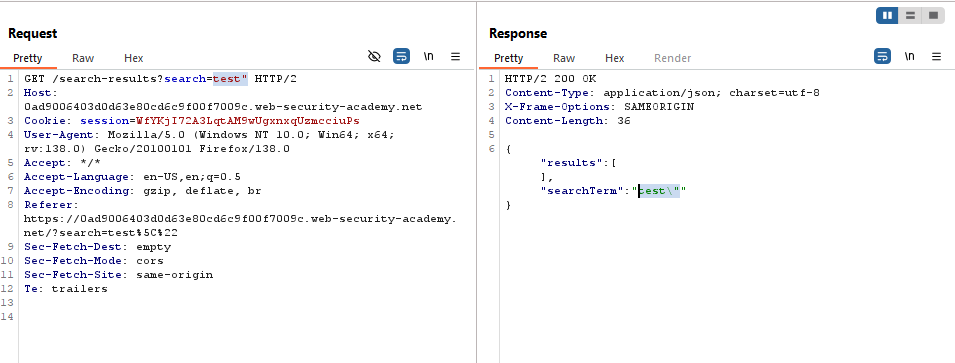 Request
Pretty Raw Hex \n
1 GET /search-results?search=test" HTTP/2
2 Host:
0ad9006403d0d63e80cd6c9f00f7009c.web-security-academy.net
3 Cookie: session=WfYKjI72A3LqtAM9wUgxnxqUzmcciuPs
4 User-Agent: Mozilla/5.0 (Windows NT 10.0; Win64; x64;
rv:138.0) Gecko/20100101 Firefox/138.0
5 Accept: */*
6 Accept-Language: en-US,en;q=0.5
7 Accept-Encoding: gzip, deflate, br
8 Referer:
https://0ad9006403d0d63e80cd6c9f00f7009c.web-security-academy.
net/?search=test%5C%22
9 Sec-Fetch-Dest: empty
10 Sec-Fetch-Mode: cors
11 Sec-Fetch-Site: same-origin
12 Te: trailers
13
14
Response
Pretty Raw Hex Render \n
1 HTTP/2 200 OK
2 Content-Type: application/json; charset=utf-8
3 X-Frame-Options: SAMEORIGIN
4 Content-Length: 36
5
6 {
"results":[
],
"searchTerm":"test\""
}